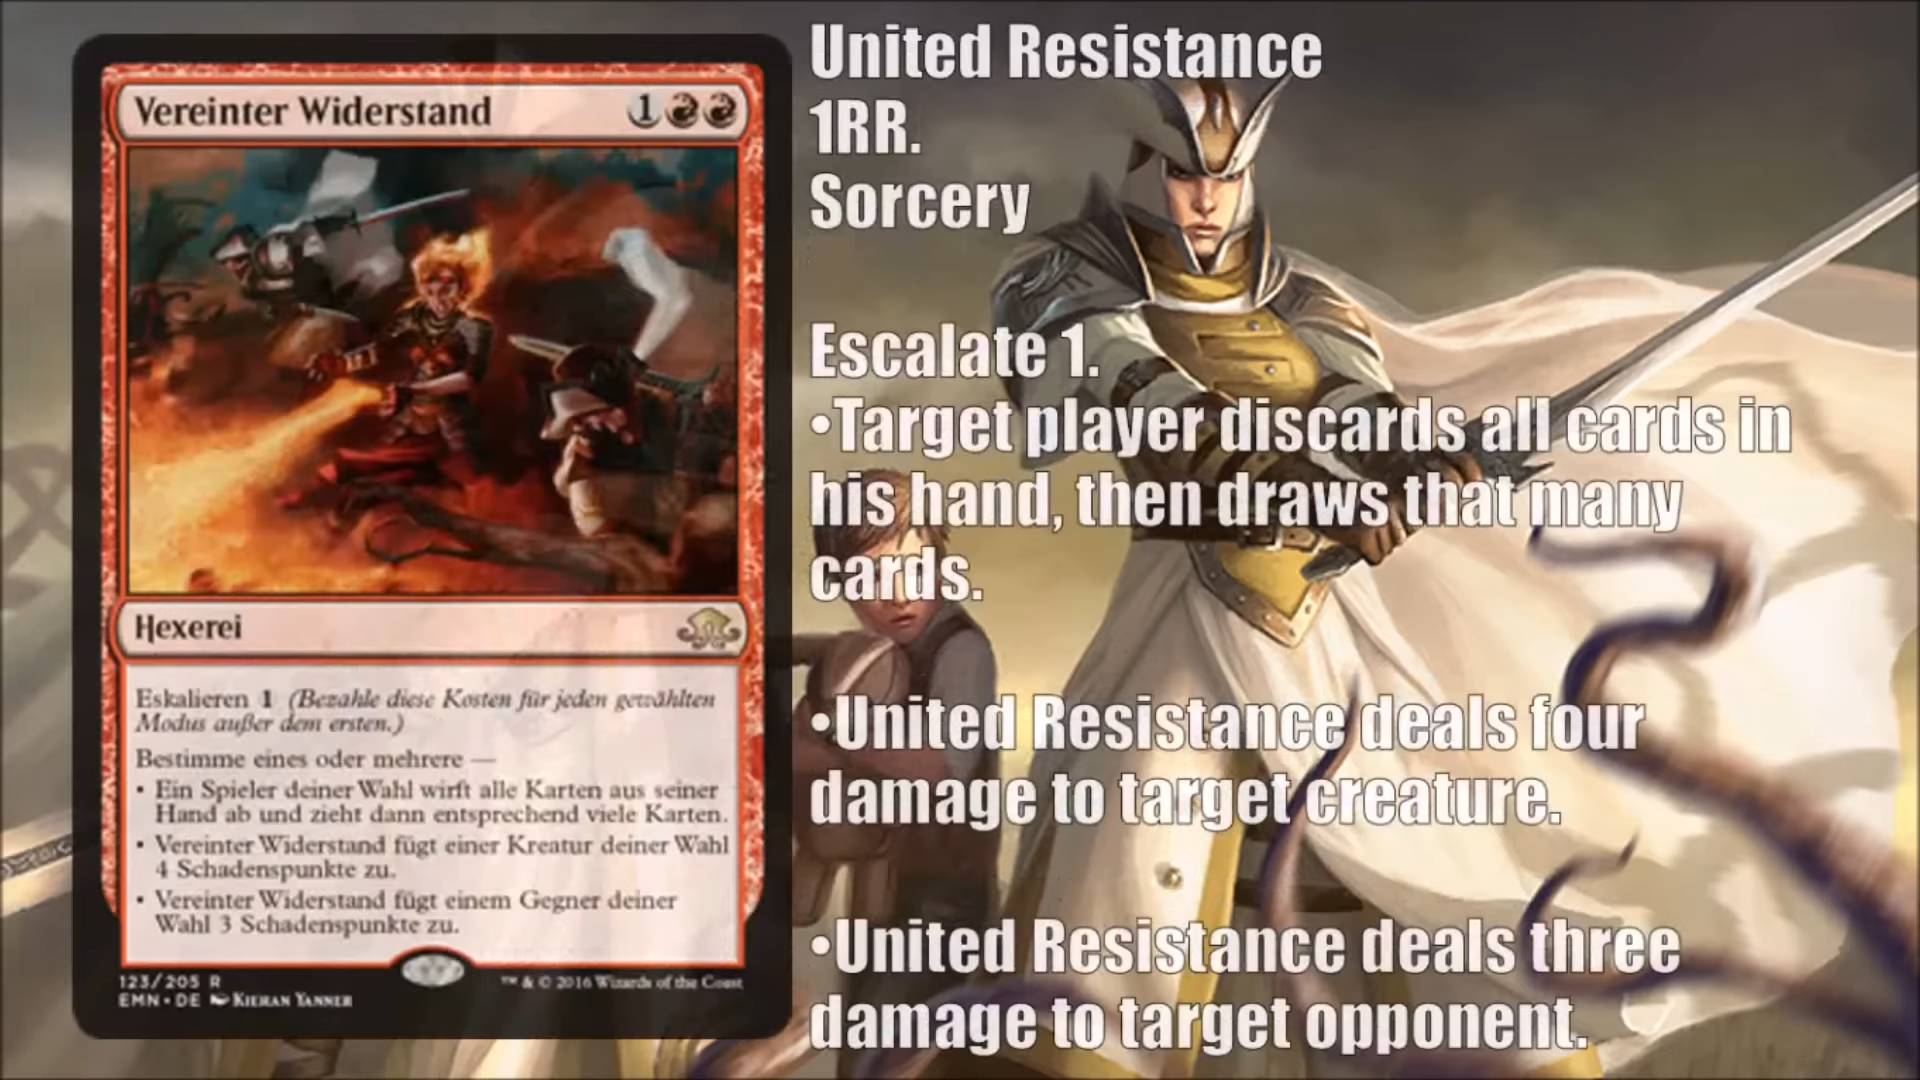 Vereinter Widerstand
1
Hexerei
Eskalieren 1 (Bezahle diese Kosten für jeden gewählten
Modus außer dem ersten.)
Bestimme eines oder mehrere —
• Ein Spieler deiner Wahl wirft alle Karten aus seiner
Hand ab und zieht dann entsprechend viele Karten.
• Vereinter Widerstand fügt einer Kreatur deiner Wahl
4 Schadenspunkte zu.
• Vereinter Widerstand fügt einem Gegner deiner
Wahl 3 Schadenspunkte zu.
123/205 R
EMN • DE KIERAN YANNER
™ & © 2016 Wizards of the Coast
United Resistance
1RR.
Sorcery
Escalate 1.
•Target player discards all cards in
his hand, then draws that many
cards.
•United Resistance deals four
damage to target creature.
•United Resistance deals three
damage to target opponent.